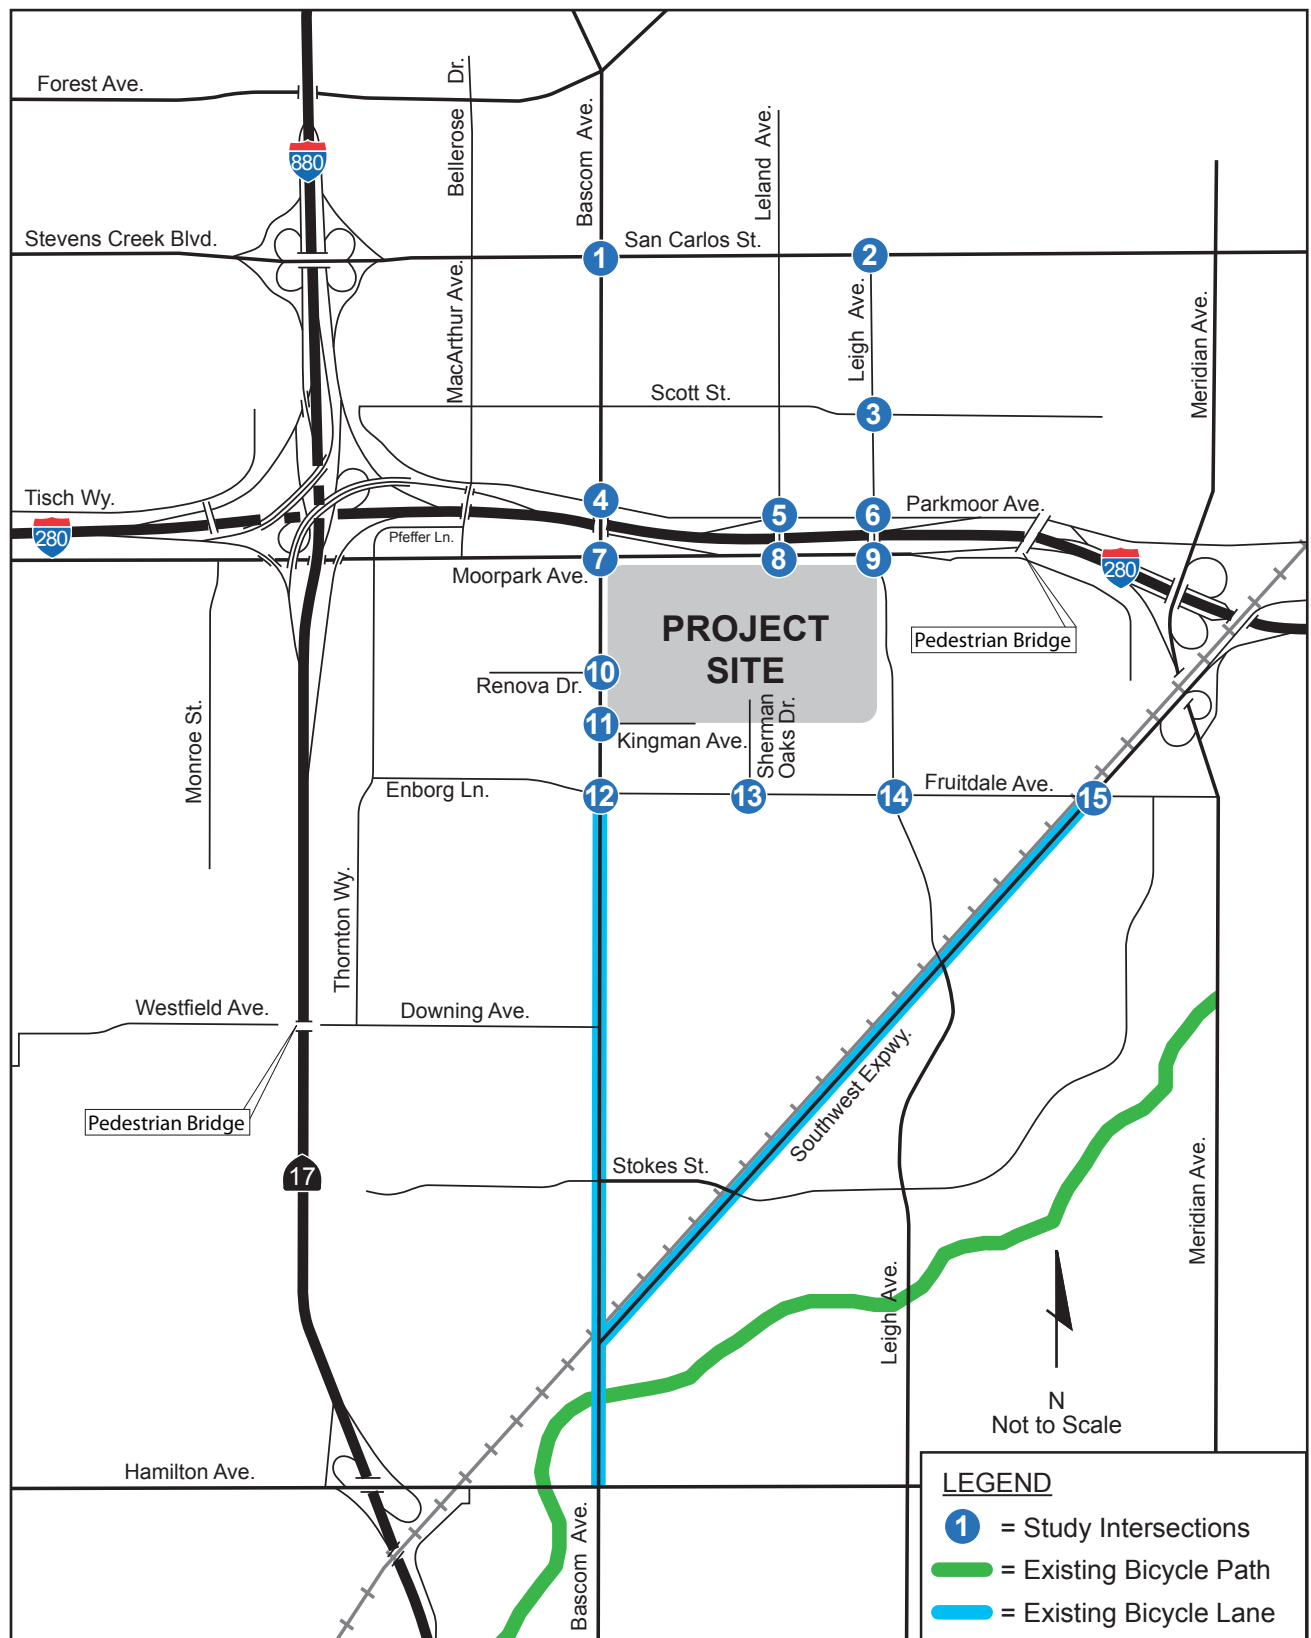 Forest Ave.
Bellerose Dr.
Bascom Ave.
Leland Ave.
880
Stevens Creek Blvd.
San Carlos St.
1
2
MacArthur Ave.
Leigh Ave.
Meridian Ave.
Scott St.
3
Tisch Wy.
4
5
6
Parkmoor Ave.
280
Pfeffer Ln.
Moorpark Ave.
7
8
9
280
PROJECT
SITE
Pedestrian Bridge
10
Renova Dr.
11
Kingman Ave.
Sherman
Oaks Dr.
Monroe St.
Enborg Ln.
12
13
14
Fruitdale Ave.
15
Thornton Wy.
Westfield Ave.
Downing Ave.
Southwest Expwy.
Pedestrian Bridge
17
Stokes St.
Meridian Ave.
Leigh Ave.
N
Not to Scale
Hamilton Ave.
Bascom Ave.
LEGEND
1 = Study Intersections
= Existing Bicycle Path
= Existing Bicycle Lane